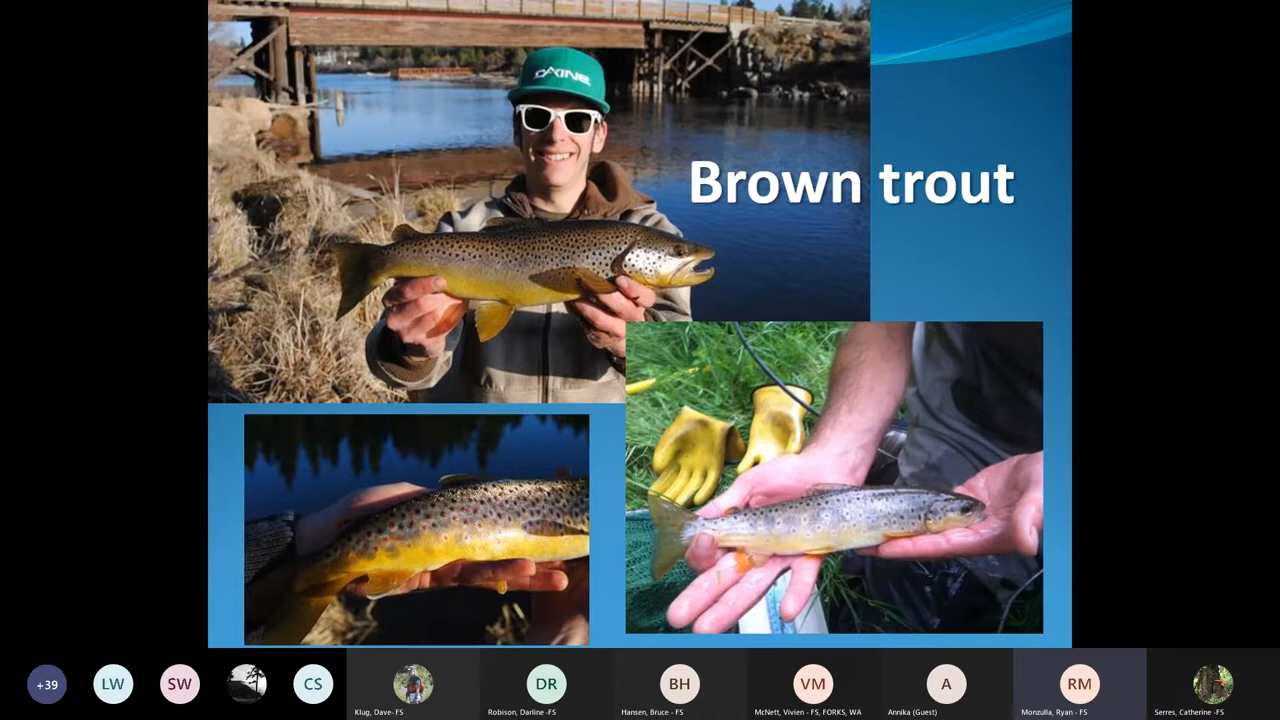 DAKINE
Brown trout
+39
LW
SW
CS
DR
BH
VM
A
RM
Klug, Dave- FS
Robison, Darline -FS
Hansen, Bruce - FS
McNett, Vivien - FS, FORKS, WA
Annika (Guest)
Monzulla, Ryan - FS
Serres, Catherine -FS